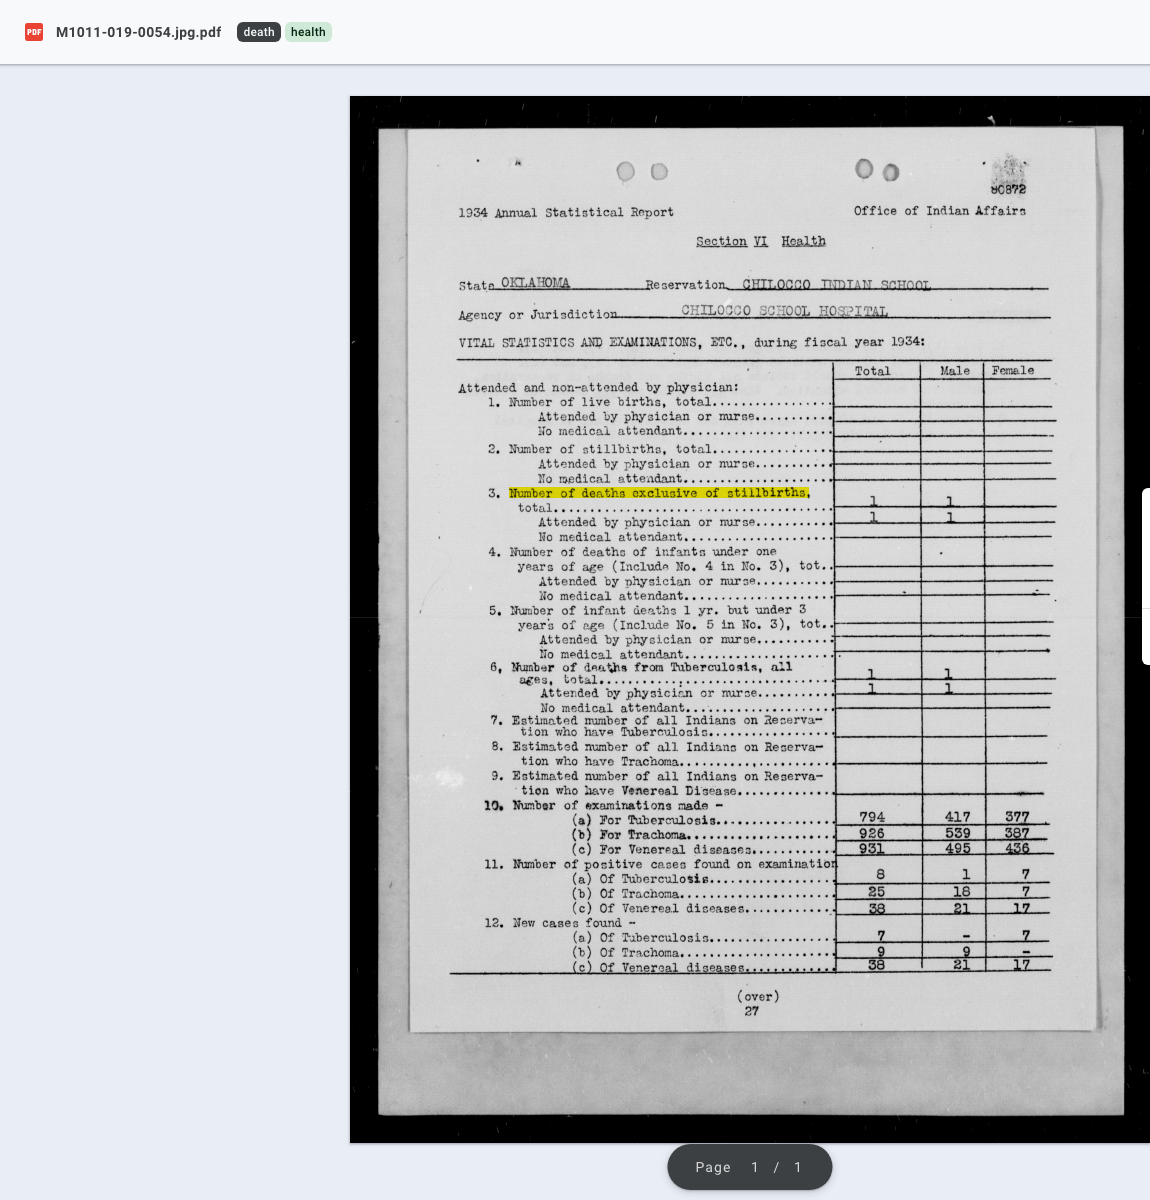 PDF M1011-019-0054.jpg.pdf death health
80872
1934 Annual Statistical Report Office of Indian Affairs
Section VI Health
State OKLAHOMA Reservation CHILOCCO INDIAN SCHOOL
Agency or Jurisdiction CHILOCCO SCHOOL HOSPITAL
VITAL STATISTICS AND EXAMINATIONS, ETC., during fiscal year 1934:
Total Male Female
Attended and non-attended by physician:
1. Number of live births, total................
Attended by physician or nurse..........
No medical attendant....................
2. Number of stillbirths, total................
Attended by physician or nurse..........
No medical attendant....................
3. Number of deaths exclusive of stillbirths,
total...................................... 1 1
Attended by physician or nurse.......... 1 1
No medical attendant....................
4. Number of deaths of infants under one
years of age (Include No. 4 in No. 3), tot..
Attended by physician or nurse..........
No medical attendant....................
5. Number of infant deaths 1 yr. but under 3
years of age (Include No. 5 in No. 3), tot..
Attended by physician or nurse..........
No medical attendant....................
6, Number of deaths from Tuberculosis, all
ages, total................................ 1 1
Attended by physician or nurse.......... 1 1
No medical attendant....................
7. Estimated number of all Indians on Reserva-
tion who have Tuberculosis.................
8. Estimated number of all Indians on Reserva-
tion who have Trachoma.....................
9. Estimated number of all Indians on Reserva-
tion who have Venereal Disease.............
10. Number of examinations made -
(a) For Tuberculosis................ 794 417 377
(b) For Trachoma.................... 926 539 387
(c) For Venereal diseases........... 931 495 436
11. Number of positive cases found on examination
(a) Of Tuberculosis................. 8 1 7
(b) Of Trachoma..................... 25 18 7
(c) Of Venereal diseases............ 38 21 17
12. New cases found -
(a) Of Tuberculosis................. 7 - 7
(b) Of Trachoma..................... 9 9 -
(c) Of Venereal diseases............ 38 21 17
(over)
27
Page 1 / 1